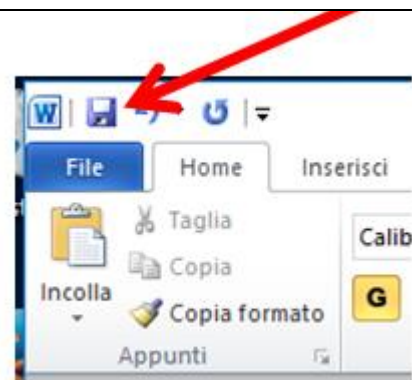 W
File Home Inserisci
Taglia
Calib
Copia
Incolla
G
Copia formato
Appunti